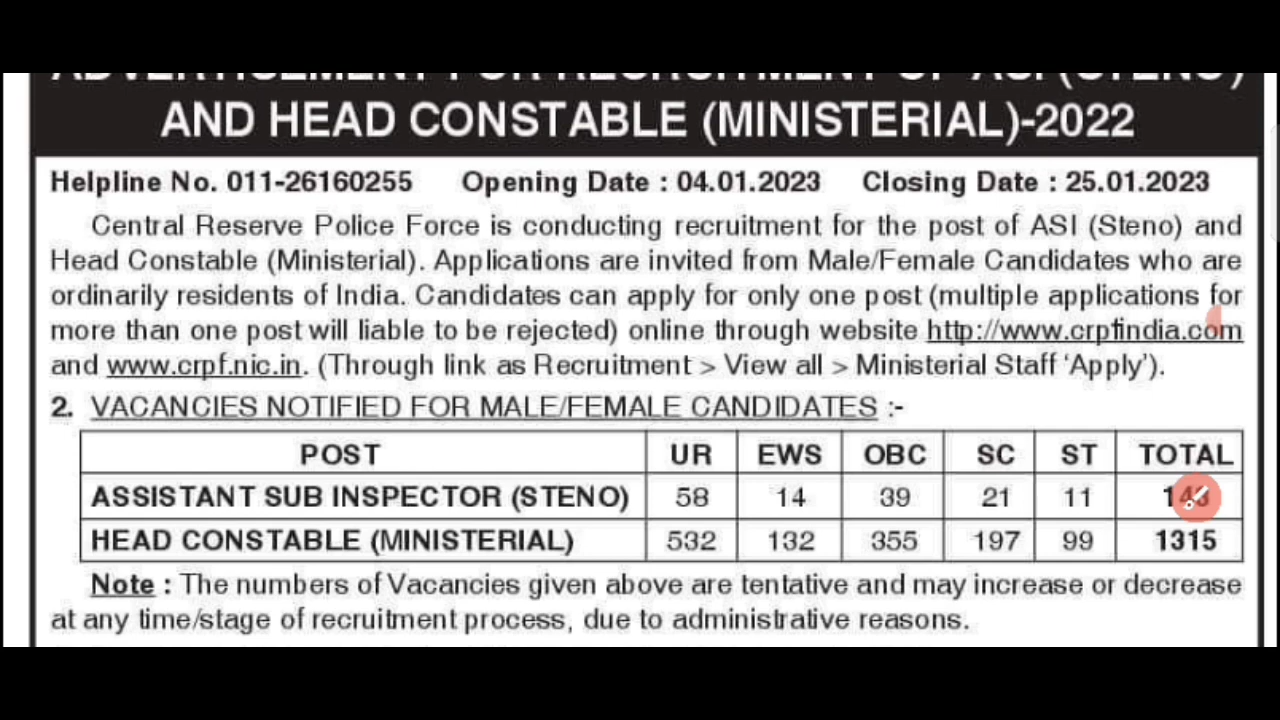 ADVERTISEMENT FOR RECRUITMENT OF ASI (STENO)
AND HEAD CONSTABLE (MINISTERIAL)-2022
Helpline No. 011-26160255 Opening Date : 04.01.2023 Closing Date : 25.01.2023
Central Reserve Police Force is conducting recruitment for the post of ASI (Steno) and
Head Constable (Ministerial). Applications are invited from Male/Female Candidates who are
ordinarily residents of India. Candidates can apply for only one post (multiple applications for
more than one post will liable to be rejected) online through website http://www.crpfindia.com
and www.crpf.nic.in. (Through link as Recruitment > View all > Ministerial Staff ‘Apply’).
2. VACANCIES NOTIFIED FOR MALE/FEMALE CANDIDATES :-
POST UR EWS OBC SC ST TOTAL
ASSISTANT SUB INSPECTOR (STENO) 58 14 39 21 11 143
HEAD CONSTABLE (MINISTERIAL) 532 132 355 197 99 1315
Note : The numbers of Vacancies given above are tentative and may increase or decrease
at any time/stage of recruitment process, due to administrative reasons.